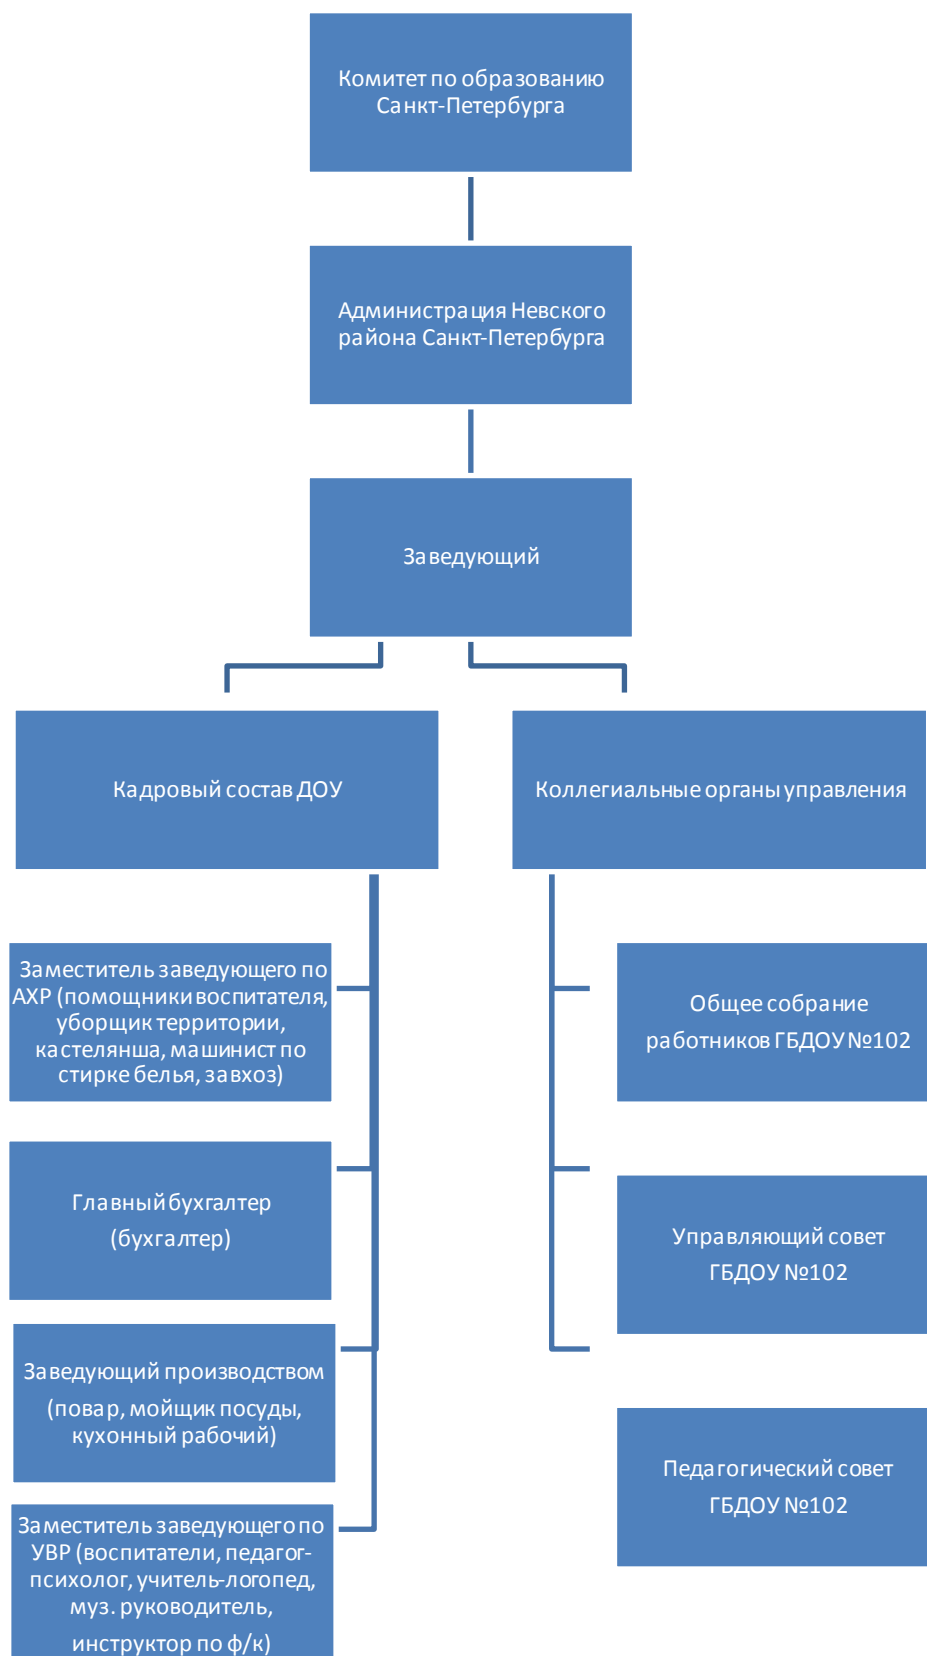 Комитет по образованию
Санкт-Петербурга
Администрация Невского
района Санкт-Петербурга
Заведующий
Кадровый состав ДОУ
Коллегиальные органы управления
Заместитель заведующего по
АХР (помощники воспитателя,
уборщик территории,
кастелянша, машинист по
стирке белья, завхоз)
Главный бухгалтер
(бухгалтер)
Заведующий производством
(повар, мойщик посуды,
кухонный рабочий)
Заместитель заведующего по
УВР (воспитатели, педагог-
психолог, учитель-логопед,
муз. руководитель,
инструктор по ф/к)
Общее собрание
работников ГБДОУ №102
Управляющий совет
ГБДОУ №102
Педагогический совет
ГБДОУ №102